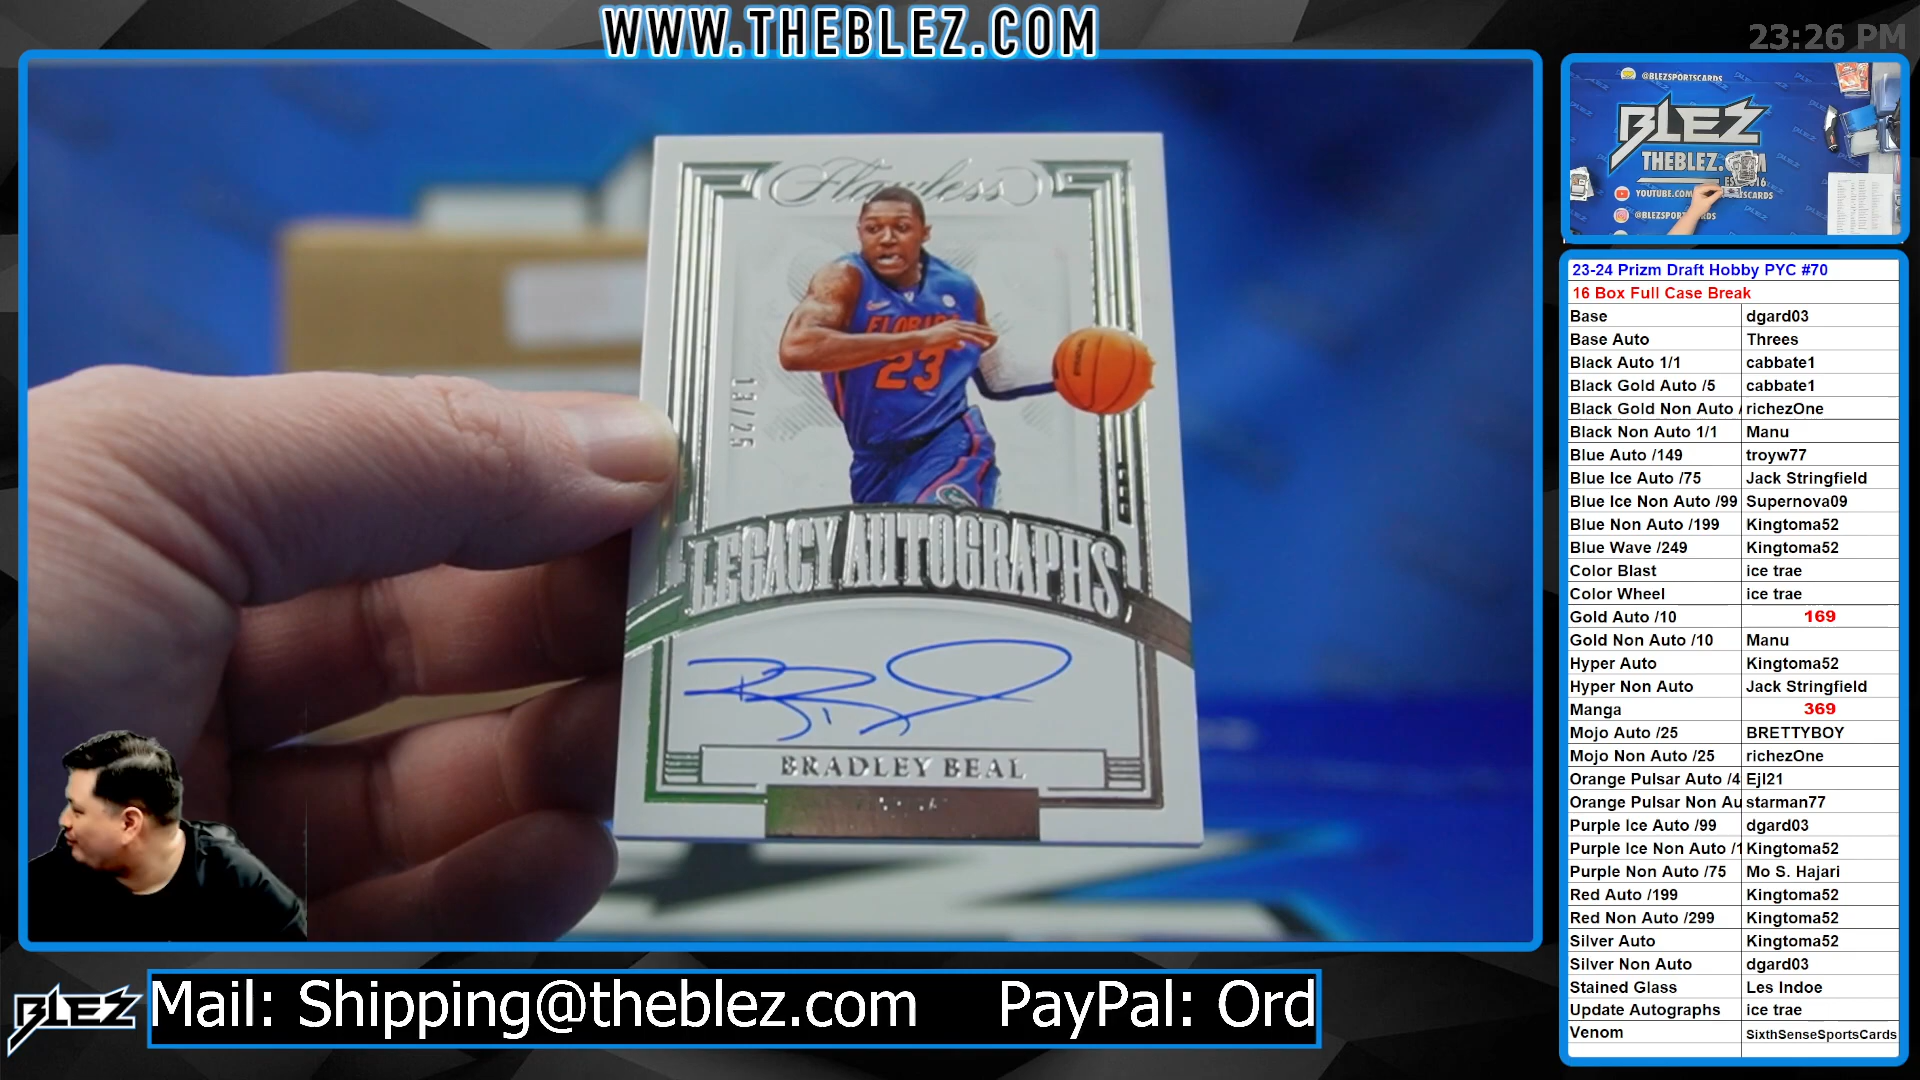 WWW.THEBLEZ.COM
23:26 PM
@BLEZSPORTSCARDS
BLEZ
THEBLEZ.
YOUTUBE.COM
@BLEZSPORT
Flawless
FLORIDA
23
13/25
LEGACY AUTOGRAPHS
BRADLEY BEAL
23-24 Prizm Draft Hobby PYC #70
16 Box Full Case Break
Base dgard03
Base Auto Threes
Black Auto 1/1 cabbate1
Black Gold Auto /5 cabbate1
Black Gold Non Auto / richezOne
Black Non Auto 1/1 Manu
Blue Auto /149 troyw77
Blue Ice Auto /75 Jack Stringfield
Blue Ice Non Auto /99 Supernova09
Blue Non Auto /199 Kingtoma52
Blue Wave /249 Kingtoma52
Color Blast ice trae
Color Wheel ice trae
Gold Auto /10 169
Gold Non Auto /10 Manu
Hyper Auto Kingtoma52
Hyper Non Auto Jack Stringfield
Manga 369
Mojo Auto /25 BRETTYBOY
Mojo Non Auto /25 richezOne
Orange Pulsar Auto /4 Ejl21
Orange Pulsar Non Au starman77
Purple Ice Auto /99 dgard03
Purple Ice Non Auto /1 Kingtoma52
Purple Non Auto /75 Mo S. Hajari
Red Auto /199 Kingtoma52
Red Non Auto /299 Kingtoma52
Silver Auto Kingtoma52
Silver Non Auto dgard03
Stained Glass Les Indoe
Update Autographs ice trae
Venom SixthSenseSportsCards
BLEZ
Mail: Shipping@theblez.com PayPal: Ord